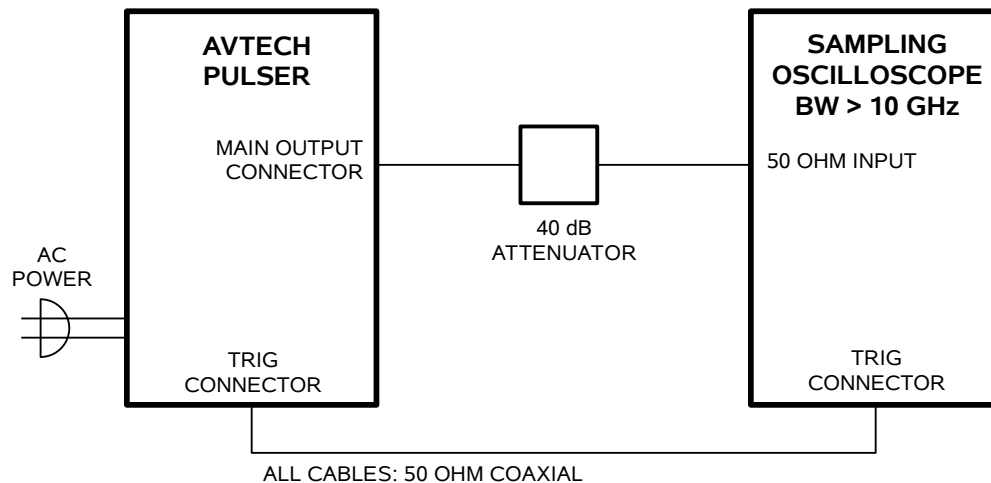 AVTECH
PULSER
SAMPLING
OSCILLOSCOPE
BW > 10 GHz
MAIN OUTPUT
CONNECTOR
50 OHM INPUT
40 dB
ATTENUATOR
AC
POWER
TRIG
CONNECTOR
TRIG
CONNECTOR
ALL CABLES: 50 OHM COAXIAL